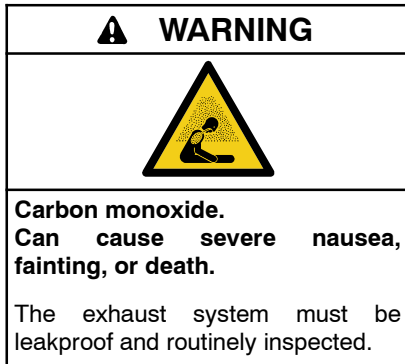 WARNING
Carbon monoxide.
Can cause severe nausea,
fainting, or death.
The exhaust system must be
leakproof and routinely inspected.